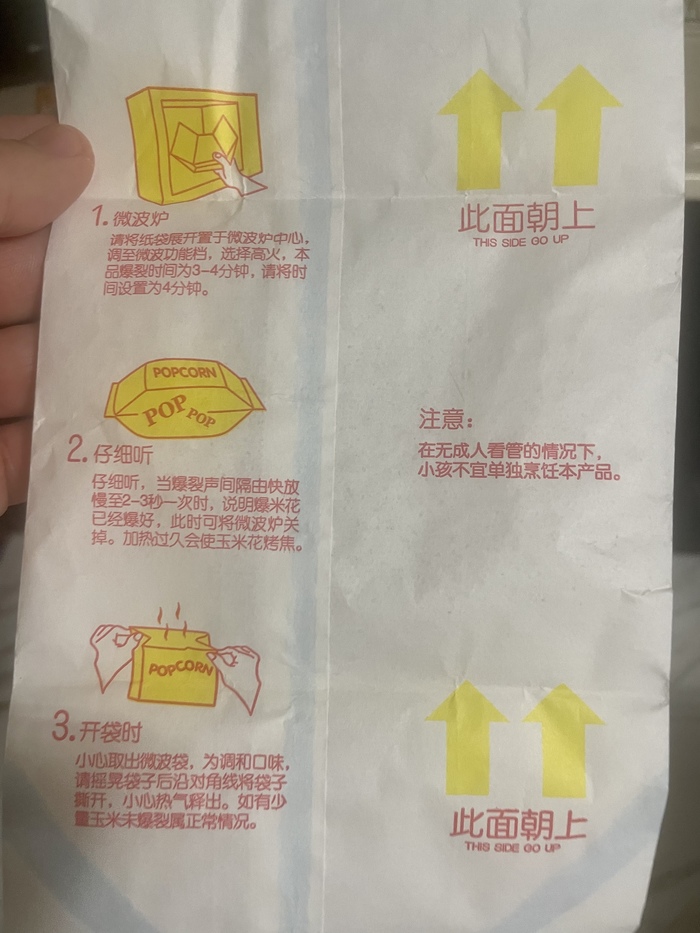 1. 微波炉
请将纸袋展开置于微波炉中心，
调至微波功能档，选择高火，本
品爆裂时间为3-4分钟，请将时
间设置为4分钟。
POPCORN
POP POP
2. 仔细听
仔细听，当爆裂声间隔由快放
慢至2-3秒一次时，说明爆米花
已经爆好，此时可将微波炉关
掉。加热过久会使玉米花烤焦。
POPCORN
3. 开袋时
小心取出微波袋，为调和口味，
请摇晃袋子后沿对角线将袋子
撕开，小心热气释出。如有少
量玉米未爆裂属正常情况。
此面朝上
THIS SIDE GO UP
注意：
在无成人看管的情况下，
小孩不宜单独烹饪本产品。
此面朝上
THIS SIDE GO UP